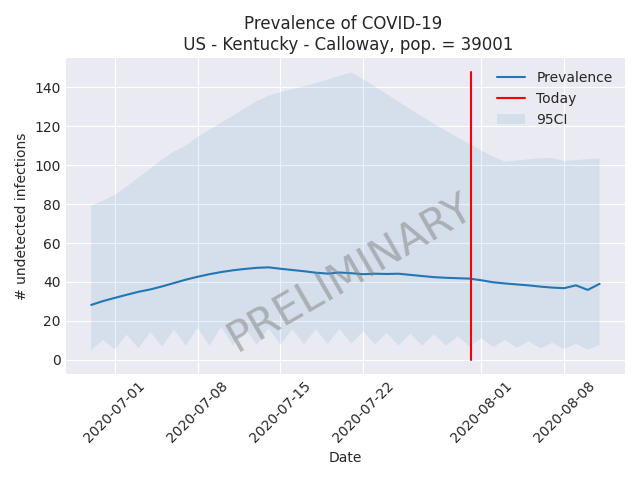 Prevalence of COVID-19
US - Kentucky - Calloway, pop. = 39001
Prevalence
Today
95CI
140
120
100
80
60
40
20
0
# undetected infections
PRELIMINARY
2020-07-01
2020-07-08
2020-07-15
2020-07-22
2020-08-01
2020-08-08
Date